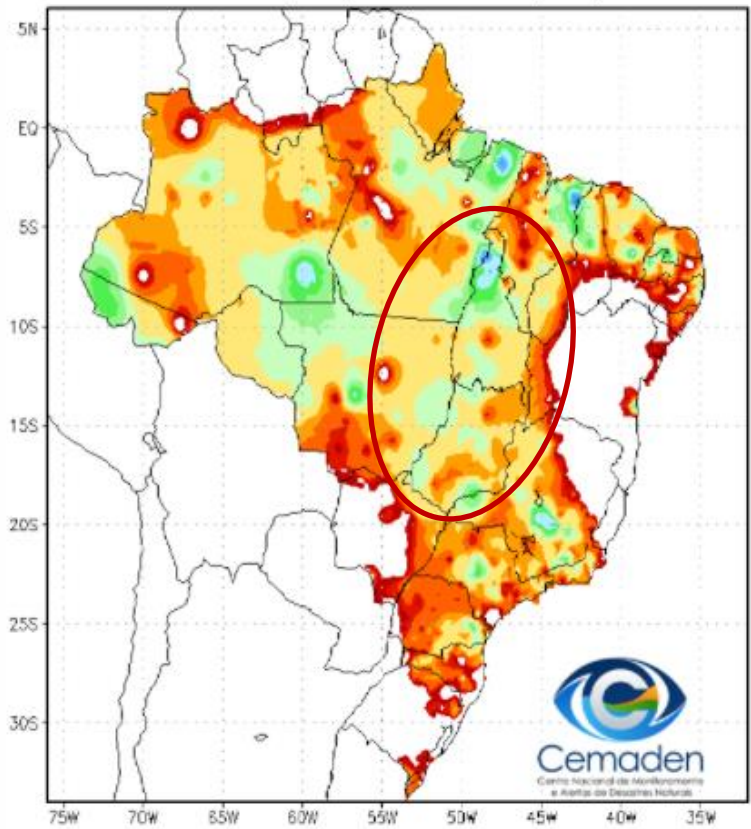 5N
EQ
5S
10S
15S
20S
25S
30S
75W 70W 65W 60W 55W 50W 45W 40W 35W
Cemaden
Centro Nacional de Monitoramento
e Alertas de Desastres Naturais